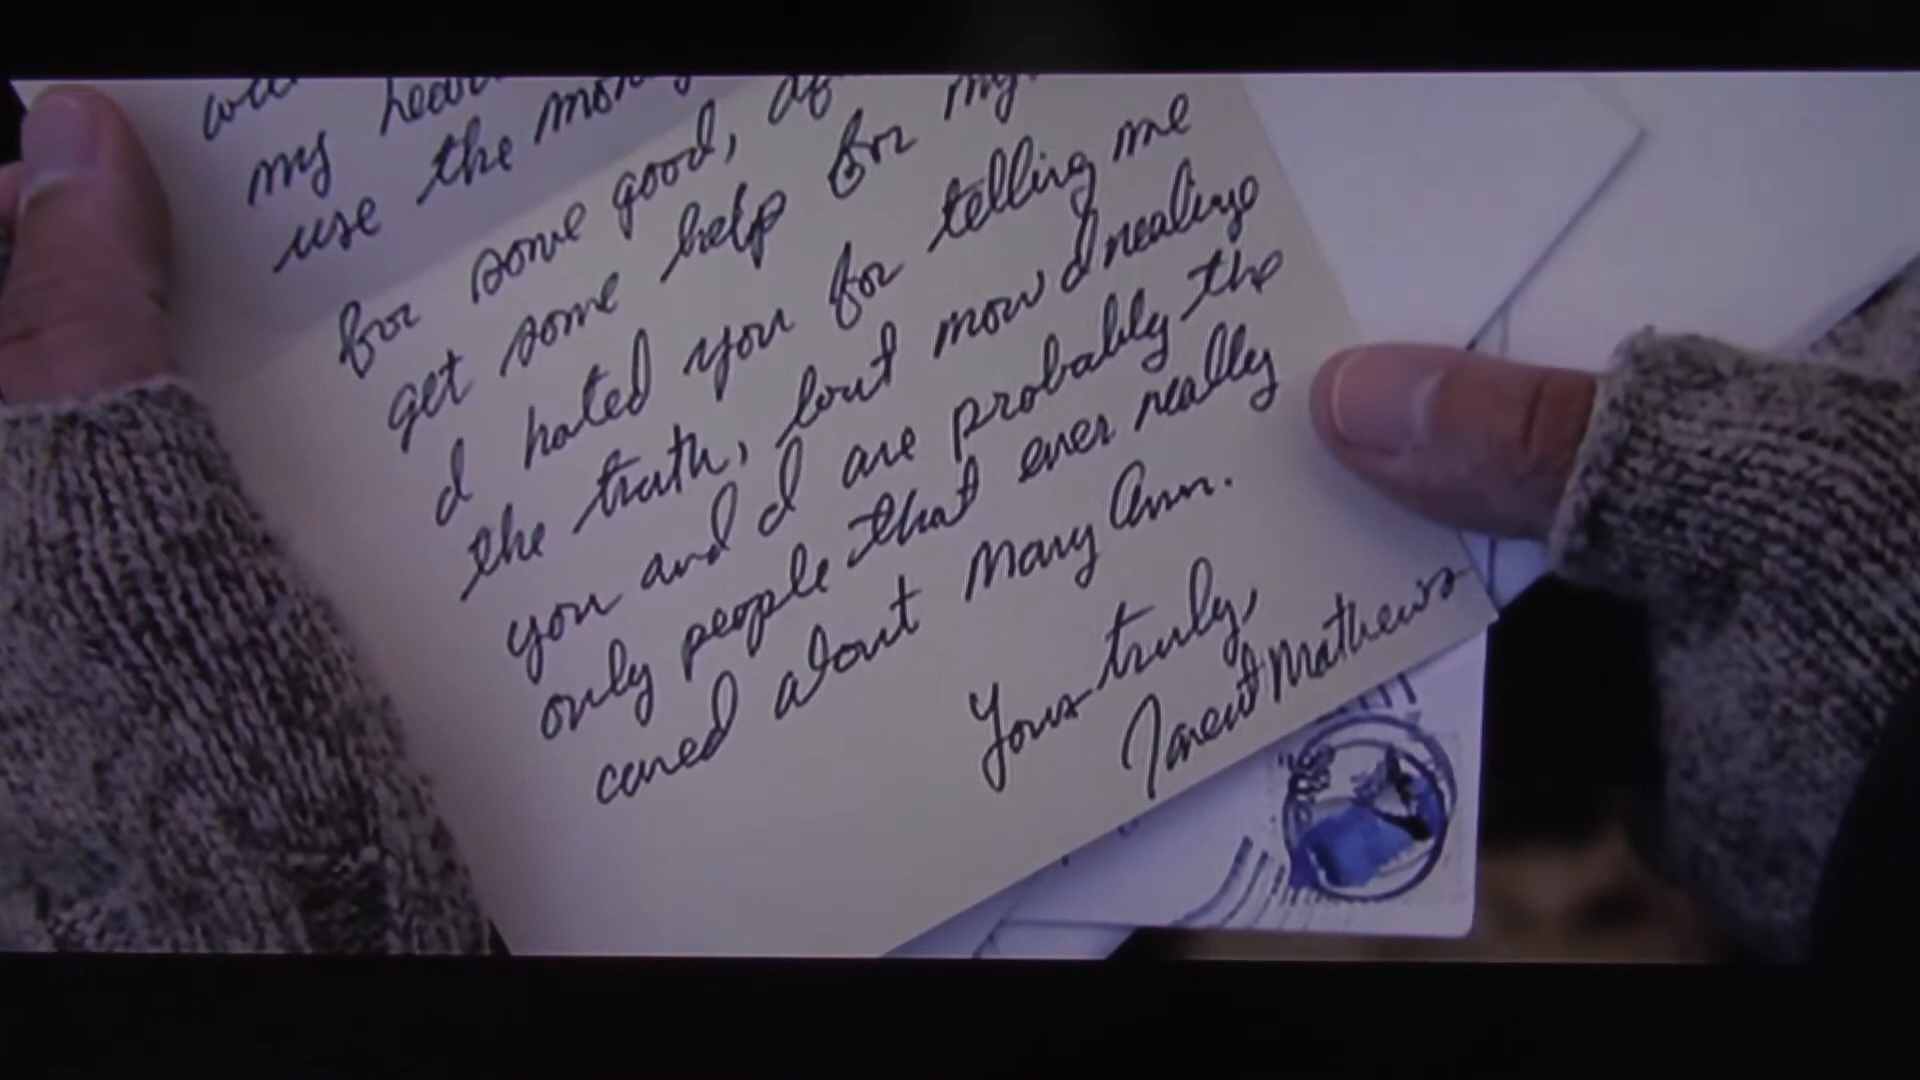 my
use the
for some good,
get some help for
I hated you for telling me
the truth, but now I realize
you and I are probably the
only people that ever really
cared about Mary Ann.
Yours truly,
Mathews